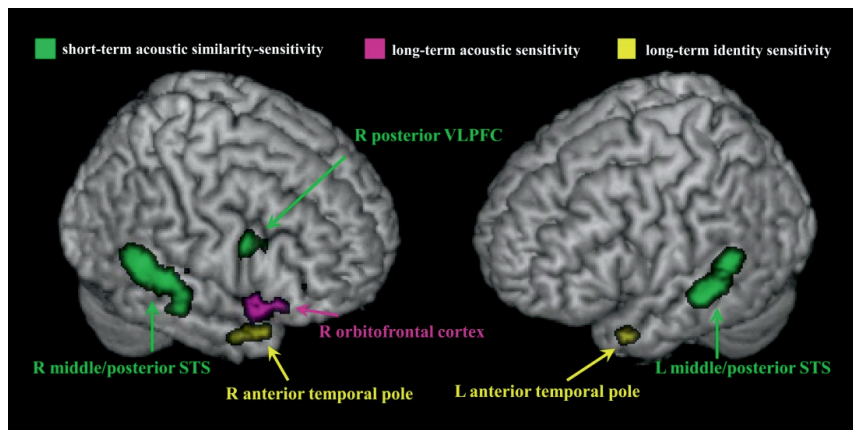 short-term acoustic similarity-sensitivity
long-term acoustic sensitivity
long-term identity sensitivity
R posterior VLPFC
R orbitofrontal cortex
R middle/posterior STS
L middle/posterior STS
R anterior temporal pole
L anterior temporal pole